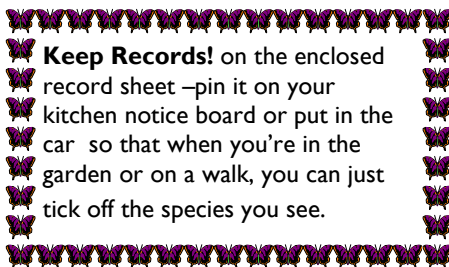 Keep Records! on the enclosed
record sheet –pin it on your
kitchen notice board or put in the
car  so that when you’re in the
garden or on a walk, you can just
tick off the species you see.